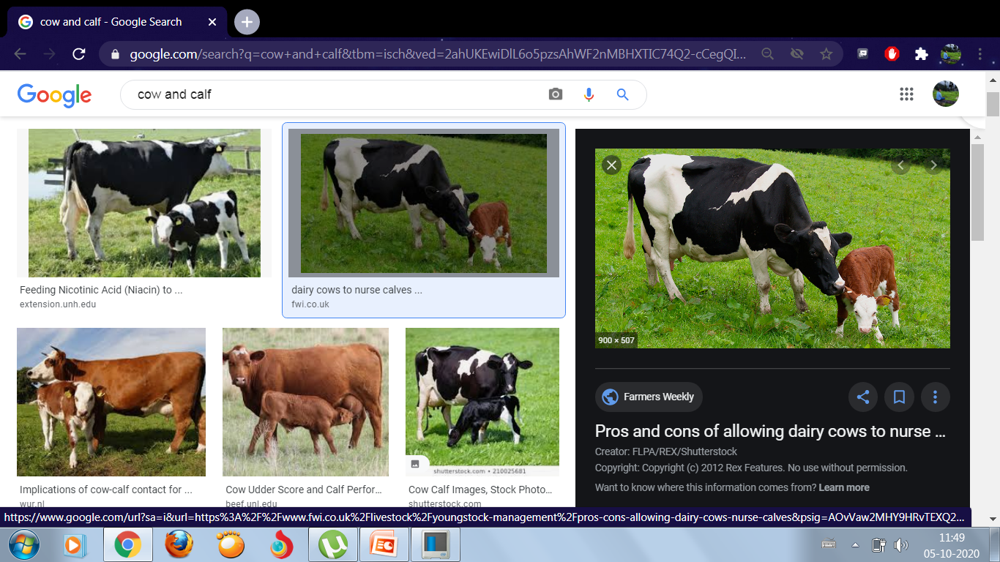 cow and calf - Google Search
google.com/search?q=cow+and+calf&tbm=isch&ved=2ahUKEwiDlL6o5pzsAhWF2nMBHXTIC74Q2-cCegQI...
Google
cow and calf
Feeding Nicotinic Acid (Niacin) to ...
extension.unh.edu
dairy cows to nurse calves ...
fwi.co.uk
900 × 507
Farmers Weekly
Pros and cons of allowing dairy cows to nurse ...
Creator: FLPA/REX/Shutterstock
Copyright: Copyright (c) 2012 Rex Features. No use without permission.
Want to know where this information comes from? Learn more
shutterstock.com • 210025681
Implications of cow-calf contact for ...
wur.nl
Cow Udder Score and Calf Perfor...
beef.unl.edu
Cow Calf Images, Stock Photo...
shutterstock.com
https://www.google.com/url?sa=i&url=https%3A%2F%2Fwww.fwi.co.uk%2Flivestock%2Fyoungstock-management%2Fpros-cons-allowing-dairy-cows-nurse-calves&psig=AOvVaw2MHY9HRvTEXQ2...
11:49
05-10-2020